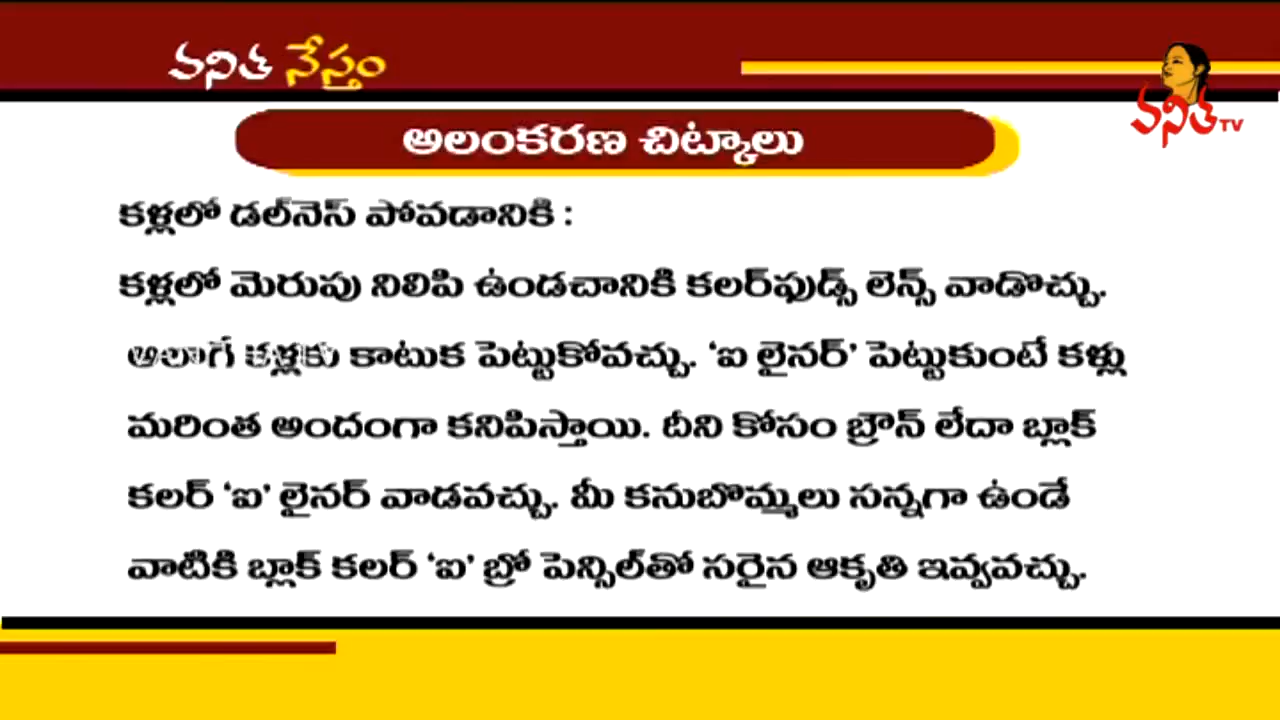 వనిత నేస్తం
వనిత TV
అలంకరణ చిట్కాలు
కళ్లలో డల్‌నెస్ పోవడానికి :
కళ్లలో మెరుపు నిలిపి ఉండచానికి కలర్‌ఫుడ్స్ లెన్స్ వాడొచ్చు.
అలాగే కళ్లకు కాటుక పెట్టుకోవచ్చు. ‘ఐ లైనర్’ పెట్టుకుంటే కళ్లు
మరింత అందంగా కనిపిస్తాయి. దీని కోసం బ్రౌన్ లేదా బ్లాక్
కలర్ ‘ఐ’ లైనర్ వాడవచ్చు. మీ కనుబొమ్మలు సన్నగా ఉండే
వాటికి బ్లాక్ కలర్ ‘ఐ’ బ్రో పెన్సిల్‌తో సరైన ఆకృతి ఇవ్వవచ్చు.